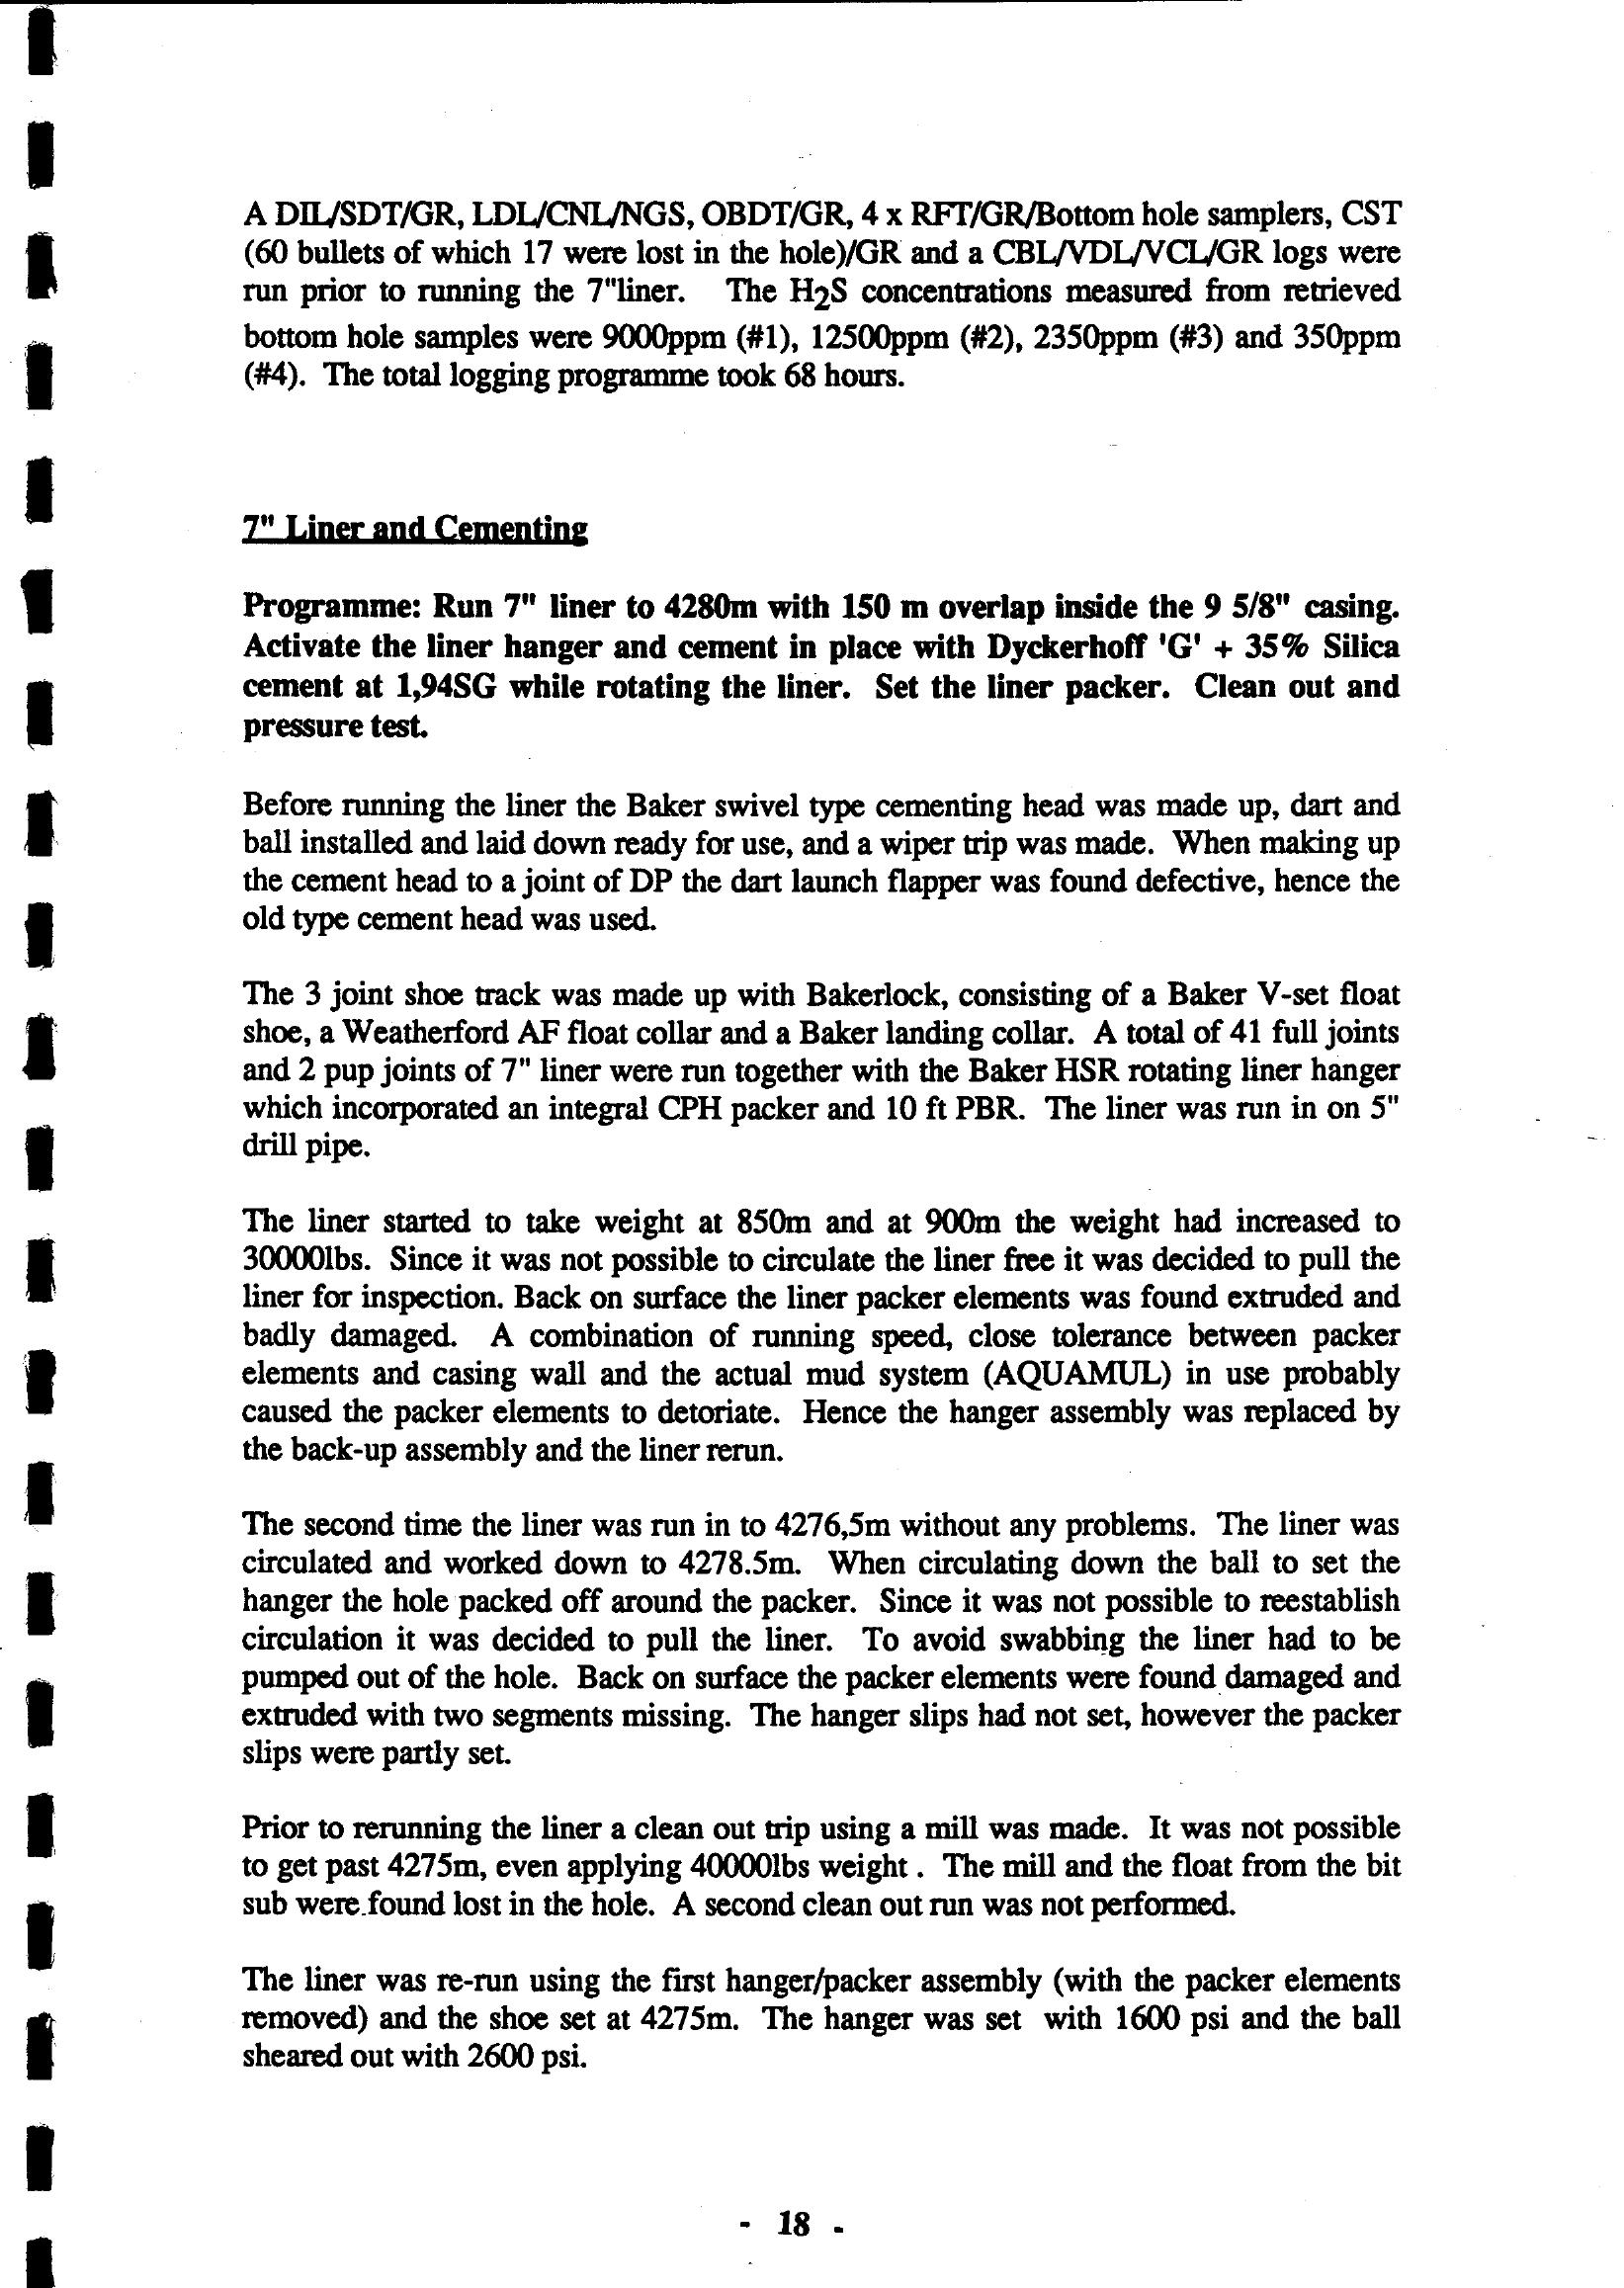 A DIL/SDT/GR, LDL/CNL/NGS, OBDT/GR, 4 x RFT/GR/Bottom hole samplers, CST
(60 bullets of which 17 were lost in the hole)/GR and a CBL/VDL/VCL/GR logs were
run prior to running the 7"liner. The H2S concentrations measured from retrieved
bottom hole samples were 9000ppm (#1), 12500ppm (#2), 2350ppm (#3) and 350ppm
(#4). The total logging programme took 68 hours.
7" Liner and Cementing
Programme: Run 7" liner to 4280m with 150 m overlap inside the 9 5/8" casing.
Activate the liner hanger and cement in place with Dyckerhoff 'G' + 35% Silica
cement at 1,94SG while rotating the liner. Set the liner packer. Clean out and
pressure test.
Before running the liner the Baker swivel type cementing head was made up, dart and
ball installed and laid down ready for use, and a wiper trip was made. When making up
the cement head to a joint of DP the dart launch flapper was found defective, hence the
old type cement head was used.
The 3 joint shoe track was made up with Bakerlock, consisting of a Baker V-set float
shoe, a Weatherford AF float collar and a Baker landing collar. A total of 41 full joints
and 2 pup joints of 7" liner were run together with the Baker HSR rotating liner hanger
which incorporated an integral CPH packer and 10 ft PBR. The liner was run in on 5"
drill pipe.
The liner started to take weight at 850m and at 900m the weight had increased to
30000lbs. Since it was not possible to circulate the liner free it was decided to pull the
liner for inspection. Back on surface the liner packer elements was found extruded and
badly damaged. A combination of running speed, close tolerance between packer
elements and casing wall and the actual mud system (AQUAMUL) in use probably
caused the packer elements to detoriate. Hence the hanger assembly was replaced by
the back-up assembly and the liner rerun.
The second time the liner was run in to 4276,5m without any problems. The liner was
circulated and worked down to 4278.5m. When circulating down the ball to set the
hanger the hole packed off around the packer. Since it was not possible to reestablish
circulation it was decided to pull the liner. To avoid swabbing the liner had to be
pumped out of the hole. Back on surface the packer elements were found damaged and
extruded with two segments missing. The hanger slips had not set, however the packer
slips were partly set.
Prior to rerunning the liner a clean out trip using a mill was made. It was not possible
to get past 4275m, even applying 40000lbs weight . The mill and the float from the bit
sub were found lost in the hole. A second clean out run was not performed.
The liner was re-run using the first hanger/packer assembly (with the packer elements
removed) and the shoe set at 4275m. The hanger was set with 1600 psi and the ball
sheared out with 2600 psi.
- 18 -